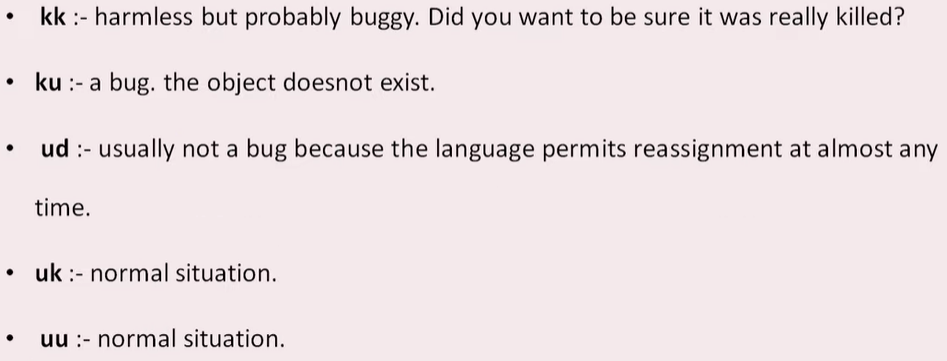 • kk :- harmless but probably buggy. Did you want to be sure it was really killed?
• ku :- a bug. the object doesnot exist.
• ud :- usually not a bug because the language permits reassignment at almost any
time.
• uk :- normal situation.
• uu :- normal situation.